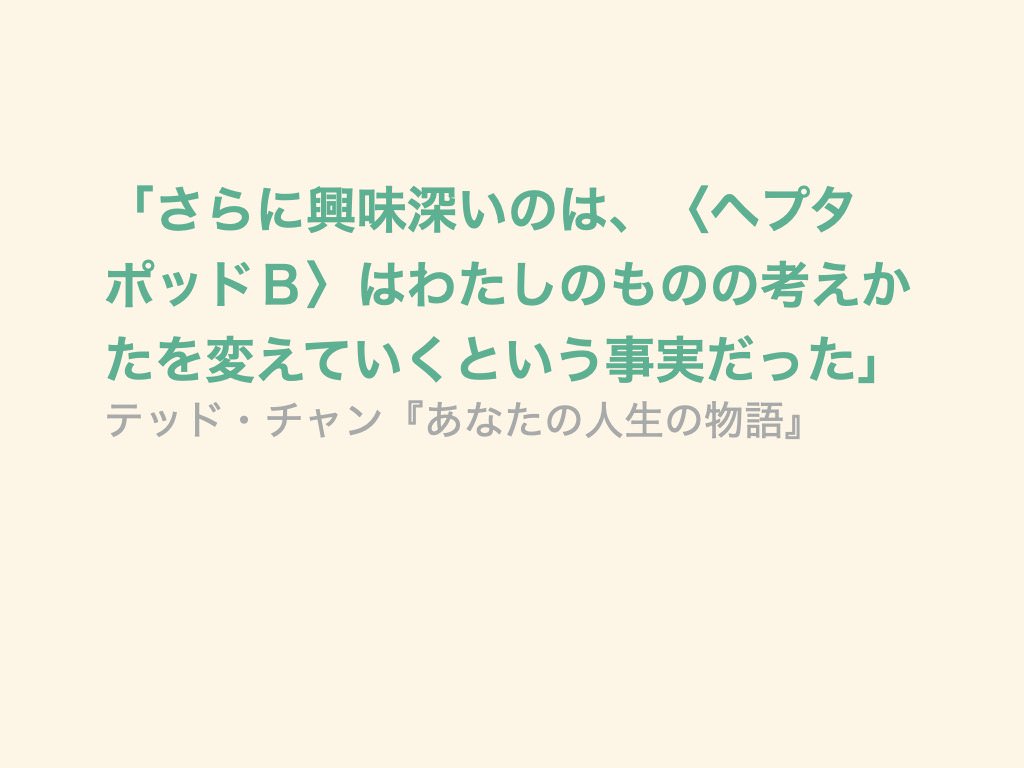 「さらに興味深いのは、〈ヘプタ
ポッドＢ〉はわたしのものの考えか
たを変えていくという事実だった」
テッド・チャン『あなたの人生の物語』